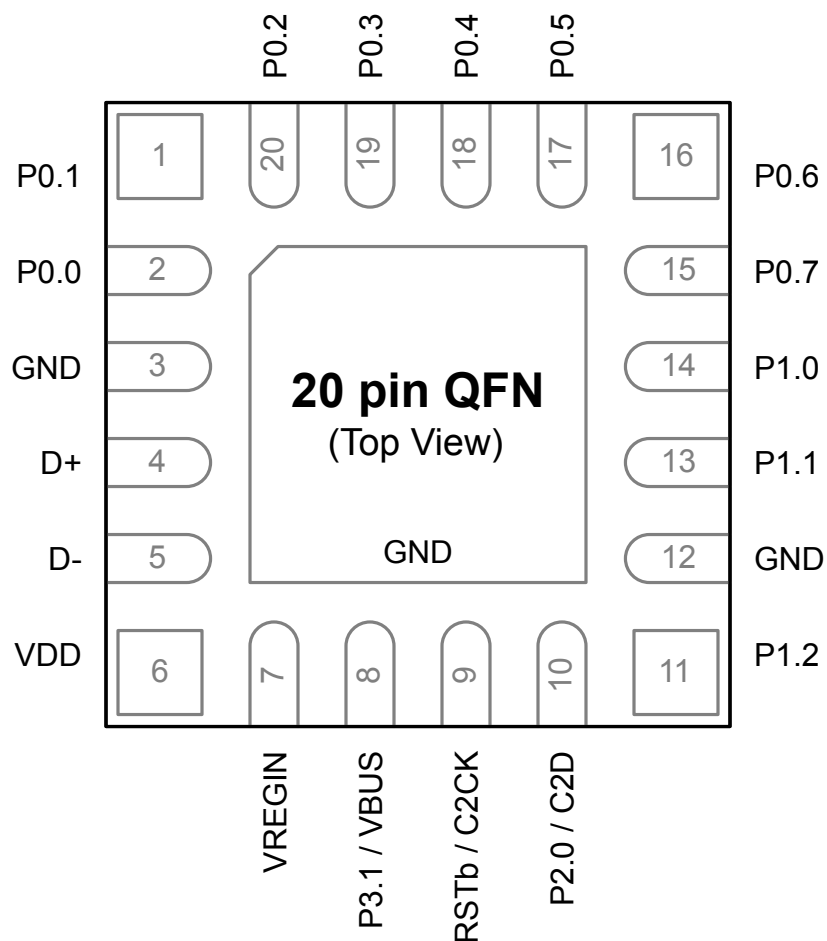 P0.2
P0.3
P0.4
P0.5
20
19
18
17
P0.1
1
16
P0.6
P0.0
2
15
P0.7
GND
3
14
P1.0
20 pin QFN
(Top View)
D+
4
13
P1.1
D-
5
GND
12
GND
VDD
6
7
8
9
10
11
P1.2
VREGIN
P3.1 / VBUS
RSTb / C2CK
P2.0 / C2D